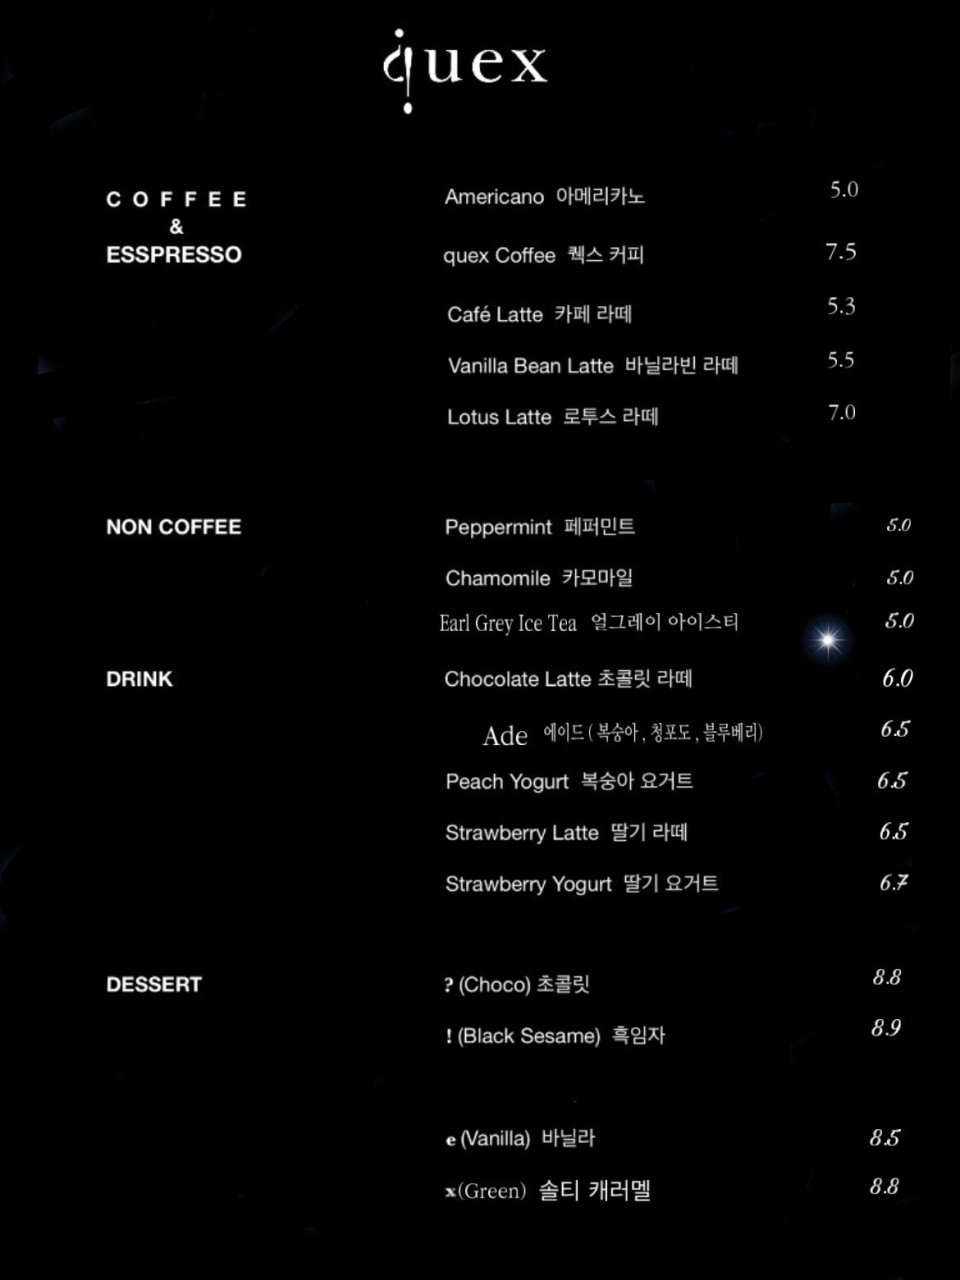 quex
COFFEE
&
ESSPRESSO
Americano 아메리카노 5.0
quex Coffee 퀙스 커피 7.5
Café Latte 카페 라떼 5.3
Vanilla Bean Latte 바닐라빈 라떼 5.5
Lotus Latte 로투스 라떼 7.0
NON COFFEE
Peppermint 페퍼민트 5.0
Chamomile 카모마일 5.0
Earl Grey Ice Tea 얼그레이 아이스티 5.0
DRINK
Chocolate Latte 초콜릿 라떼 6.0
Ade 에이드 ( 복숭아 , 청포도 , 블루베리) 6.5
Peach Yogurt 복숭아 요거트 6.5
Strawberry Latte 딸기 라떼 6.5
Strawberry Yogurt 딸기 요거트 6.7
DESSERT
? (Choco) 초콜릿 8.8
! (Black Sesame) 흑임자 8.9
e (Vanilla) 바닐라 8.5
x(Green) 솔티 캐러멜 8.8